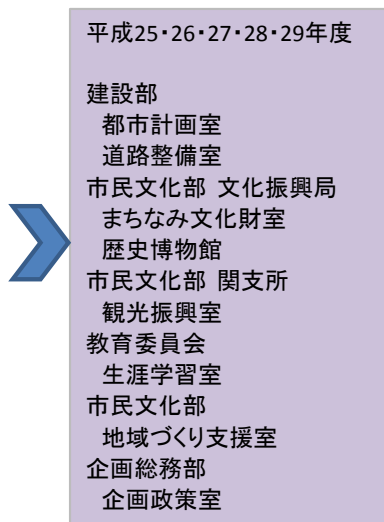 平成25・26・27・28・29年度
建設部
都市計画室
道路整備室
市民文化部 文化振興局
まちなみ文化財室
歴史博物館
市民文化部 関支所
観光振興室
教育委員会
生涯学習室
市民文化部
地域づくり支援室
企画総務部
企画政策室